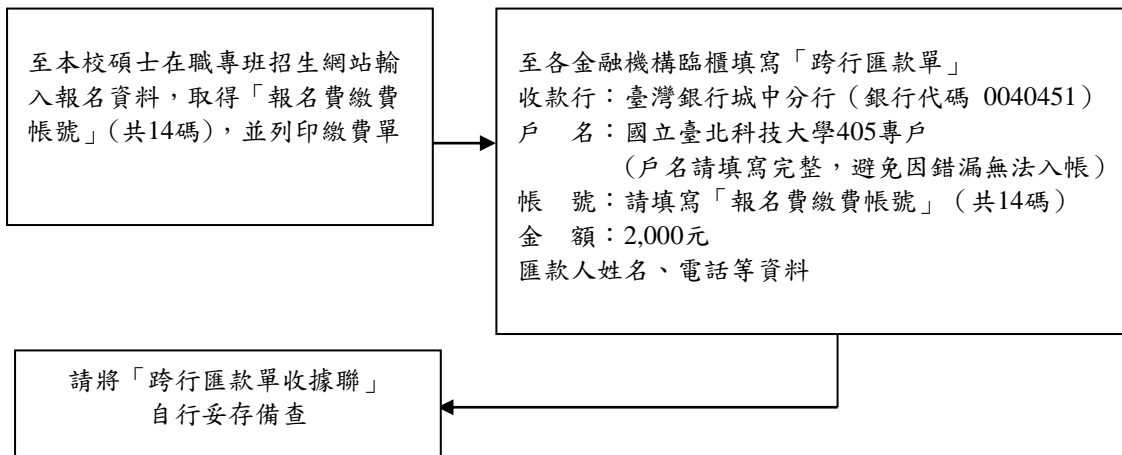 至本校碩士在職專班招生網站輸
入報名資料，取得「報名費繳費
帳號」(共14碼)，並列印繳費單
至各金融機構臨櫃填寫「跨行匯款單」
收款行：臺灣銀行城中分行（銀行代碼 0040451）
戶　名：國立臺北科技大學405專戶
（戶名請填寫完整，避免因錯漏無法入帳）
帳　號：請填寫「報名費繳費帳號」（共14碼）
金　額：2,000元
匯款人姓名、電話等資料
請將「跨行匯款單收據聯」
自行妥存備查